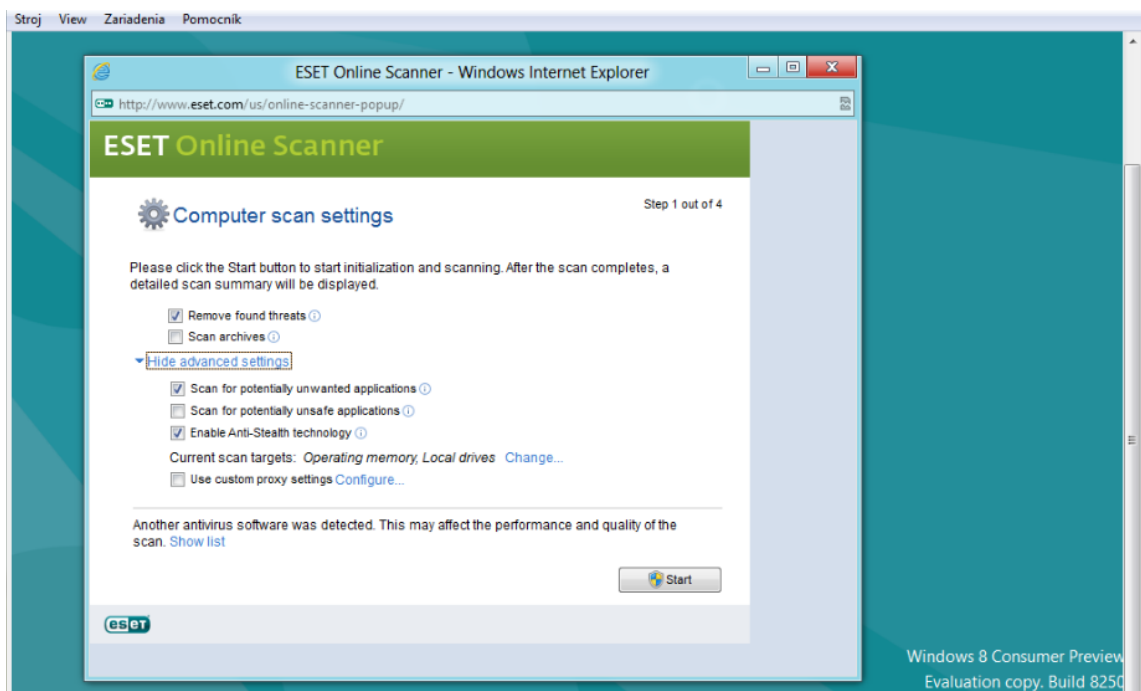 Stroj View Zariadenia Pomocník
ESET Online Scanner - Windows Internet Explorer
http://www.eset.com/us/online-scanner-popup/
ESET Online Scanner
Computer scan settings
Step 1 out of 4
Please click the Start button to start initialization and scanning. After the scan completes, a
detailed scan summary will be displayed.
Remove found threats
Scan archives
Hide advanced settings
Scan for potentially unwanted applications
Scan for potentially unsafe applications
Enable Anti-Stealth technology
Current scan targets: Operating memory, Local drives Change...
Use custom proxy settings Configure...
Another antivirus software was detected. This may affect the performance and quality of the
scan. Show list
Start
eset
Windows 8 Consumer Preview
Evaluation copy. Build 8250